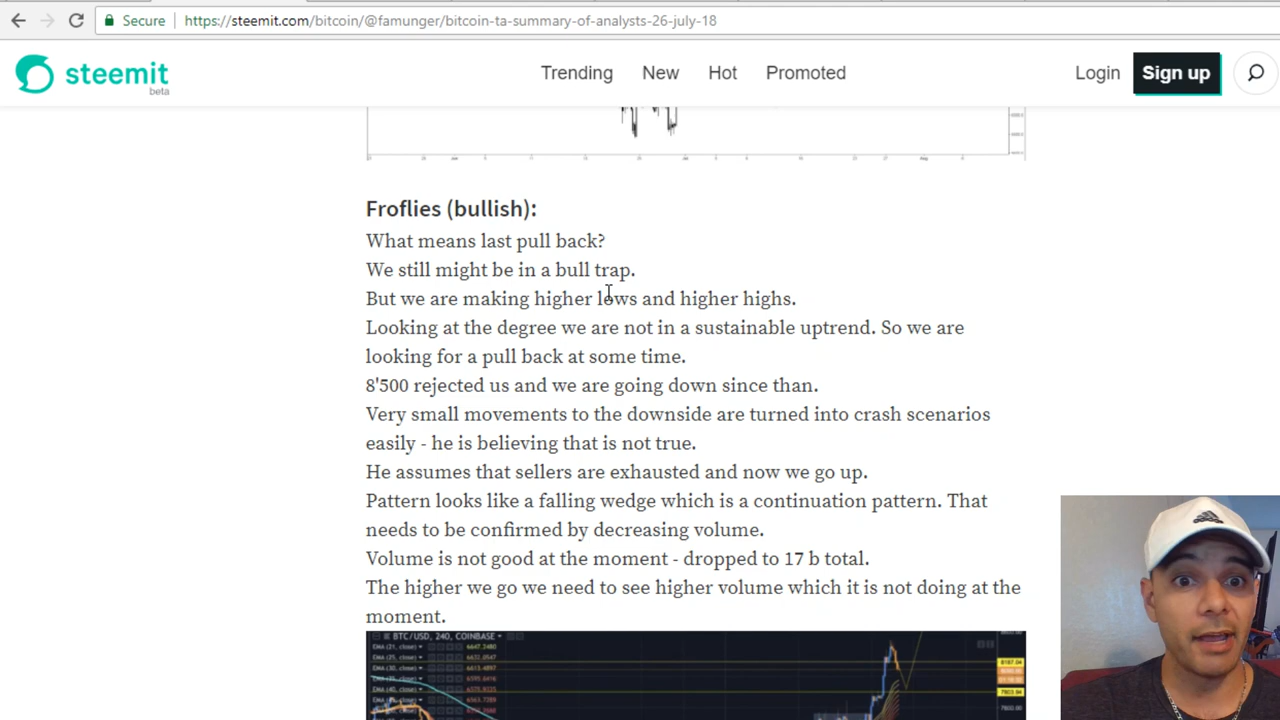 Secure
https://steemit.com/bitcoin/@famunger/bitcoin-ta-summary-of-analysts-26-july-18
steemit
beta
Trending New Hot Promoted
Login Sign up
Froflies (bullish):
What means last pull back?
We still might be in a bull trap.
But we are making higher lows and higher highs.
Looking at the degree we are not in a sustainable uptrend. So we are
looking for a pull back at some time.
8'500 rejected us and we are going down since than.
Very small movements to the downside are turned into crash scenarios
easily - he is believing that is not true.
He assumes that sellers are exhausted and now we go up.
Pattern looks like a falling wedge which is a continuation pattern. That
needs to be confirmed by decreasing volume.
Volume is not good at the moment - dropped to 17 b total.
The higher we go we need to see higher volume which it is not doing at the
moment.
BTC/USD, 240, COINBASE